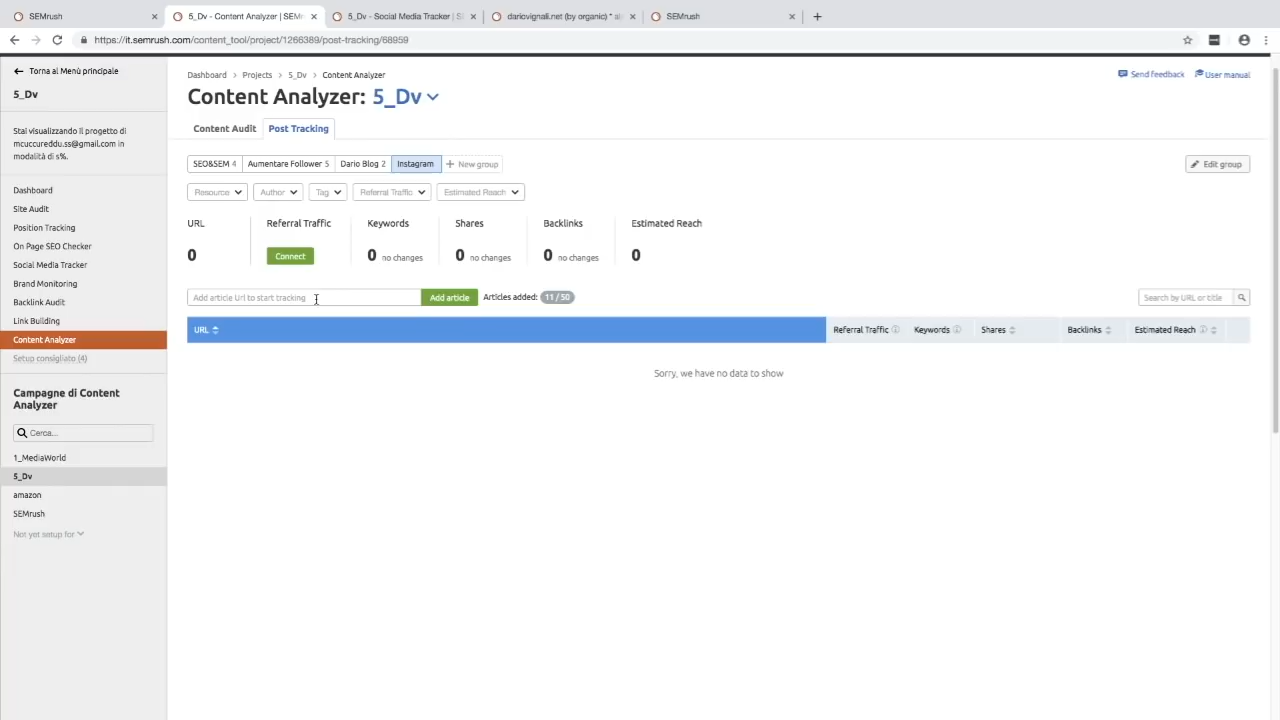 SEMrush
5_Dv - Content Analyzer | SEMr
5_Dv - Social Media Tracker | SE
dariovignali.net (by organic) * al
SEMrush
https://it.semrush.com/content_tool/project/1266389/post-tracking/68959
Torna al Menù principale
5_Dv
Stai visualizzando il progetto di
mcuccureddu.ss@gmail.com in
modalità di s%.
Dashboard
Site Audit
Position Tracking
On Page SEO Checker
Social Media Tracker
Brand Monitoring
Backlink Audit
Link Building
Content Analyzer
Setup consigliato (4)
Campagne di Content
Analyzer
Cerca...
1_MediaWorld
5_Dv
amazon
SEMrush
Not yet setup for
Dashboard > Projects > 5_Dv > Content Analyzer
Send feedback User manual
Content Analyzer: 5_Dv
Content Audit Post Tracking
SEO&SEM 4 Aumentare Follower 5 Dario Blog 2 Instagram + New group Edit group
Resource Author Tag Referral Traffic Estimated Reach
URL Referral Traffic Keywords Shares Backlinks Estimated Reach
0 Connect 0 no changes 0 no changes 0 no changes 0
Add article Url to start tracking Add article Articles added: 11 / 50 Search by URL or title
URL Referral Traffic Keywords Shares Backlinks Estimated Reach
Sorry, we have no data to show